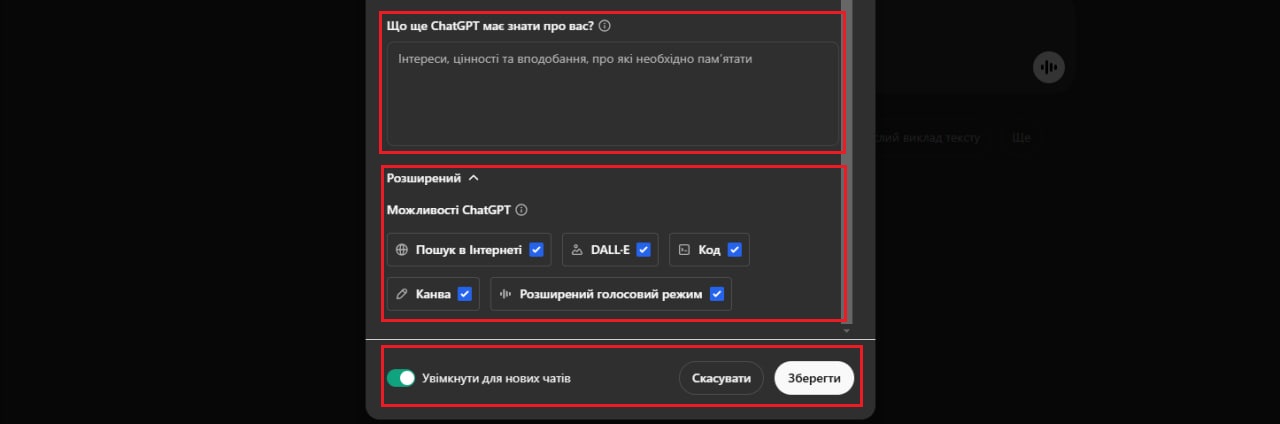 Що ще ChatGPT має знати про вас?
Інтереси, цінності та вподобання, про які необхідно пам'ятати
слий виклад тексту
Ще
Розширений
Можливості ChatGPT
Пошук в Інтернеті
DALL·E
Код
Канва
Розширений голосовий режим
Увімкнути для нових чатів
Скасувати
Зберегти